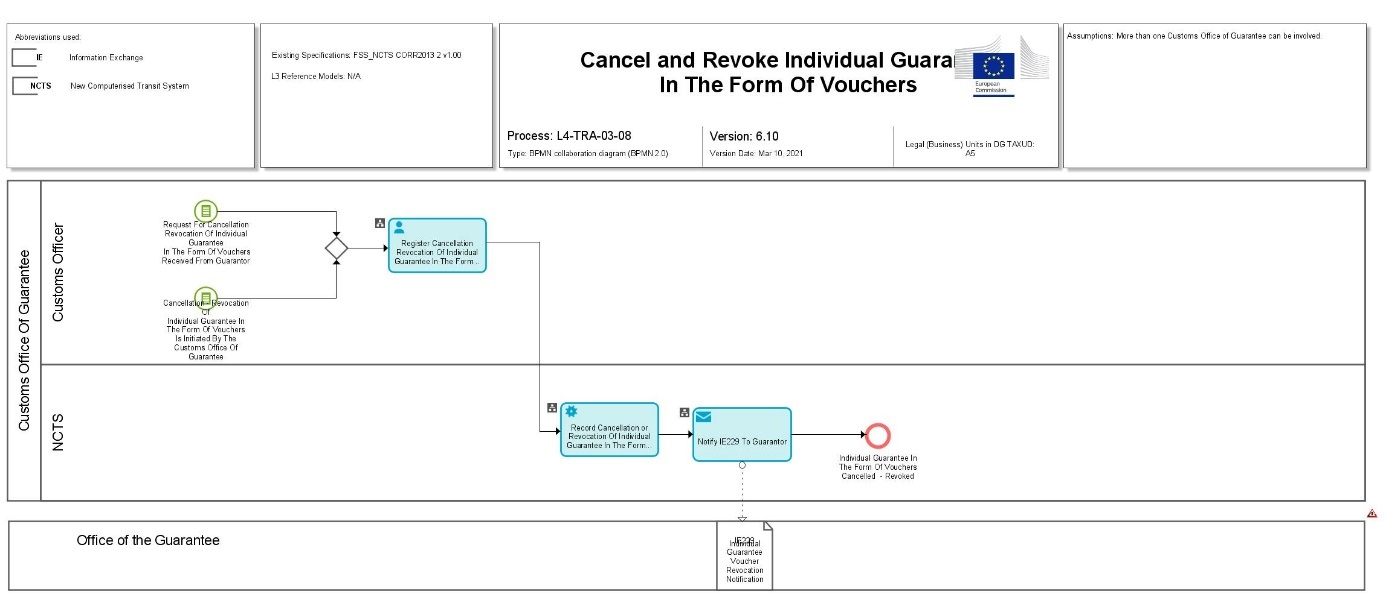 Abbreviations used:
IE Information Exchange
NCTS New Computerised Transit System
Existing Specifications: FSS_NCTS CORR2013 2 v1.00
L3 Reference Models: N/A
Cancel and Revoke Individual Guara
In The Form Of Vouchers
European
Commission
Process: L4-TRA-03-08
Type: BPMN collaboration diagram (BPMN 2.0)
Version: 6.10
Version Date: Mar 10, 2021
Legal (Business) Units in DG TAXUD:
A5
Assumptions: More than one Customs Office of Guarantee can be involved.
Customs Office Of Guarantee
Customs Officer
Request For Cancellation
Revocation Of Individual
Guarantee
In The Form Of Vouchers
Received From Guarantor
Cancellation - Revocation
Of
Individual Guarantee In
The Form Of Vouchers
Is Initiated By The
Customs Office Of
Guarantee
Register Cancellation
Revocation Of Individual
Guarantee In The Form ...
NCTS
Record Cancellation or
Revocation Of Individual
Guarantee In The Form...
Notify IE229 To Guarantor
Individual Guarantee In
The Form Of Vouchers
Cancelled - Revoked
Office of the Guarantee
IE229
Individual
Guarantee
Voucher
Revocation
Notification